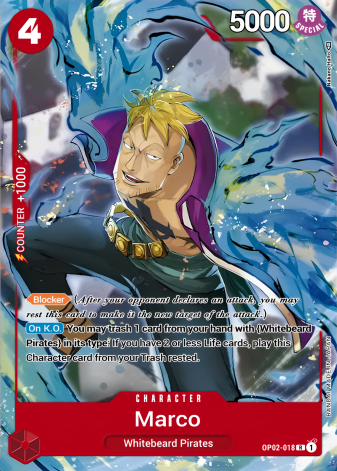 4
5000
特
SPECIAL
COUNTER +1000
Blocker (After your opponent declares an attack, you may
rest this card to make it the new target of the attack.)
On K.O. You may trash 1 card from your hand with {Whitebeard
Pirates} in its type: If you have 2 or less Life cards, play this
Character card from your Trash rested.
CHARACTER
Marco
Whitebeard Pirates
OP02-018 R 1